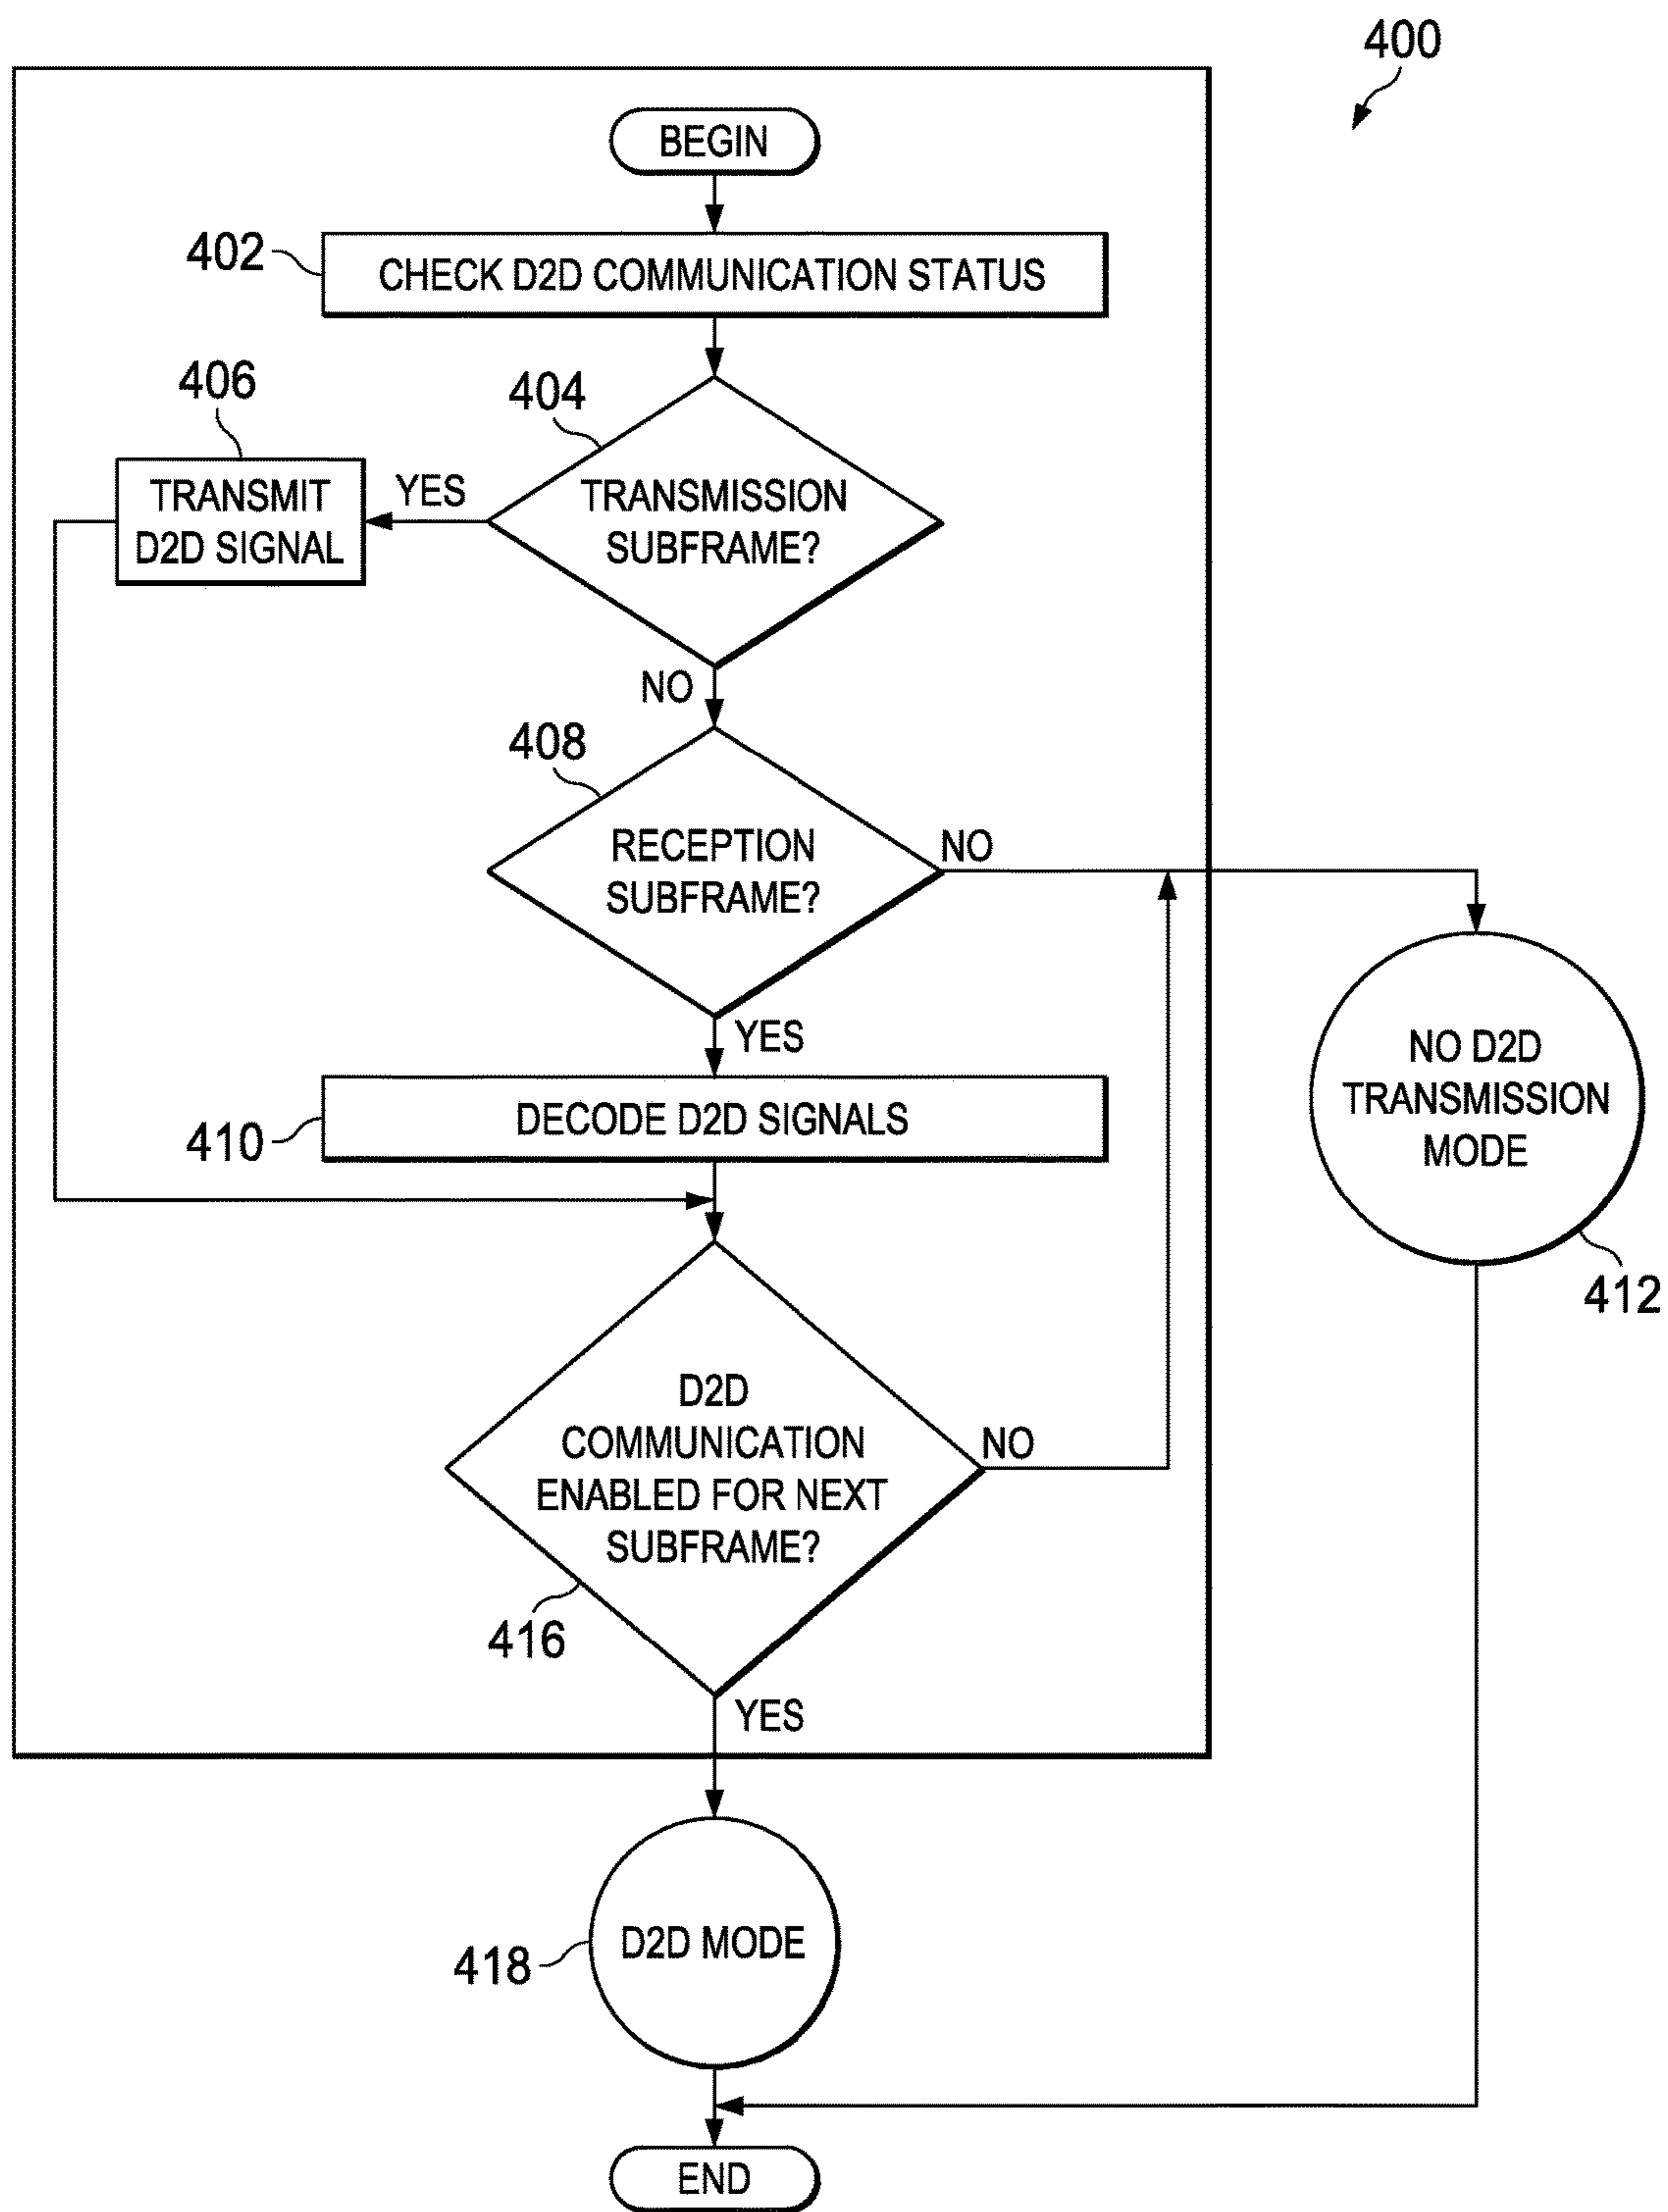 400
BEGIN
402
CHECK D2D COMMUNICATION STATUS
406
404
TRANSMIT
D2D SIGNAL
YES
TRANSMISSION
SUBFRAME?
NO
408
RECEPTION
SUBFRAME?
NO
YES
NO D2D
TRANSMISSION
MODE
410
DECODE D2D SIGNALS
412
D2D
COMMUNICATION
ENABLED FOR NEXT
SUBFRAME?
NO
416
YES
418
D2D MODE
END